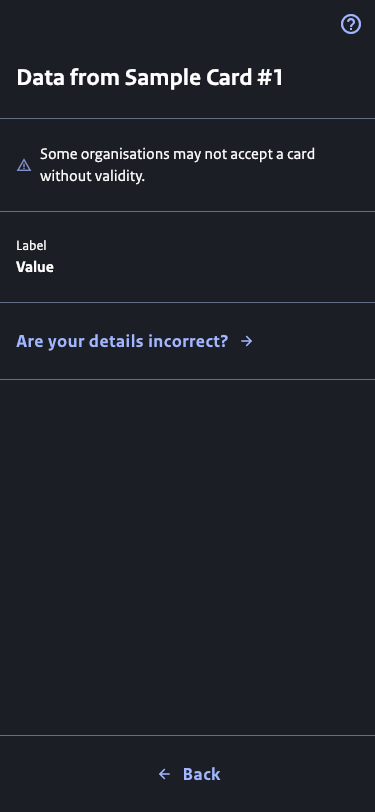 Data from Sample Card #1
Some organisations may not accept a card
without validity.
Label
Value
Are your details incorrect?
Back